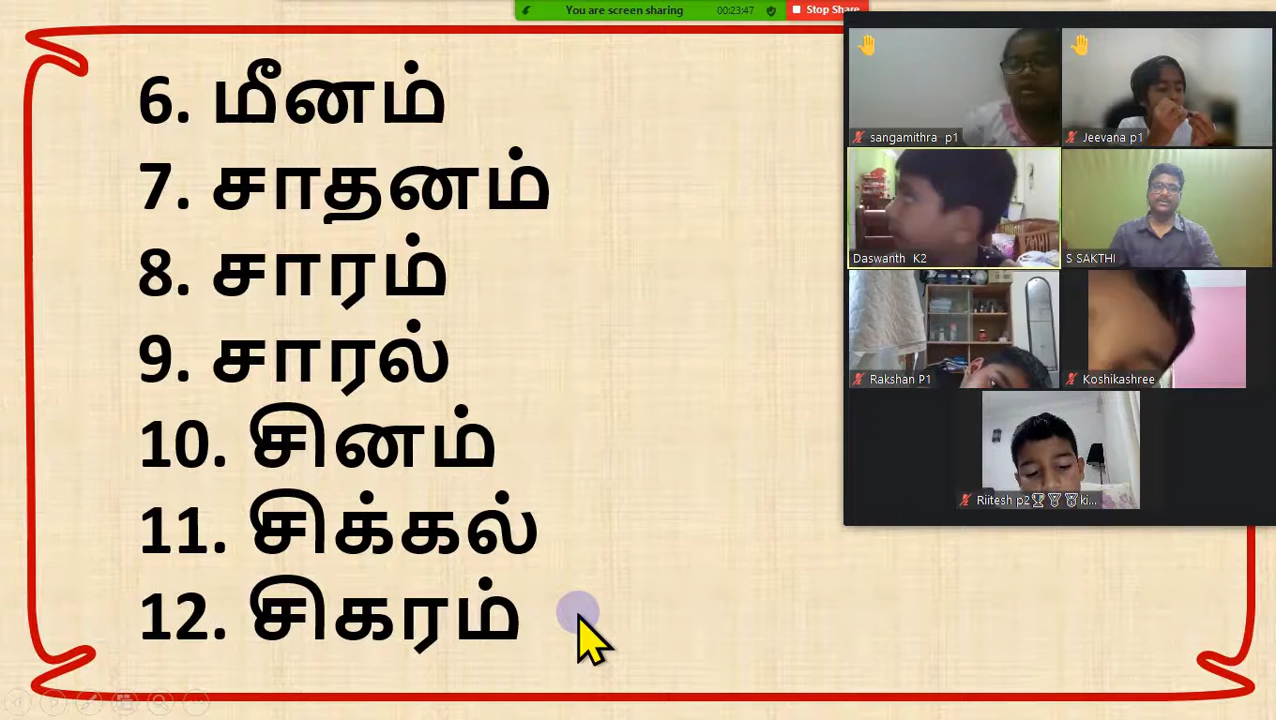 You are screen sharing 00:23:47 Stop Share
6. மீனம்
7. சாதனம்
8. சாரம்
9. சாரல்
10. சினம்
11. சிக்கல்
12. சிகரம்
sangamithra p1
Jeevana p1
Daswanth K2
S SAKTHI
Rakshan P1
Koshikashree
Riitesh p2🏆🏅🏅ki...